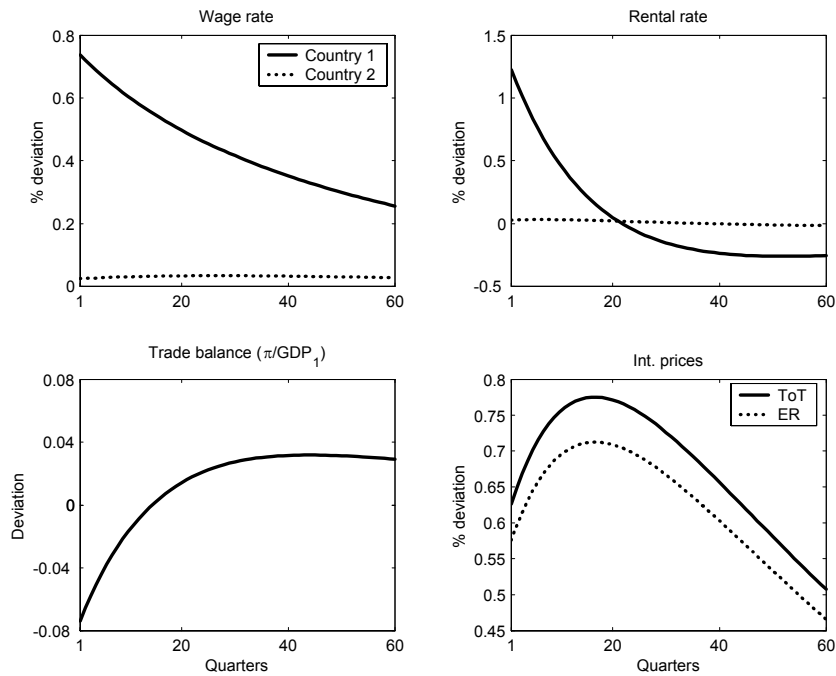 Wage rate
0.8
0.6
0.4
0.2
0
% deviation
Country 1
Country 2
1
20
40
60
Rental rate
1.5
1
0.5
0
-0.5
% deviation
1
20
40
60
Trade balance (π/GDP1)
0.08
0.04
0
-0.04
-0.08
Deviation
1
20
40
60
Quarters
Int. prices
0.8
0.75
0.7
0.65
0.6
0.55
0.5
0.45
% deviation
ToT
ER
1
20
40
60
Quarters